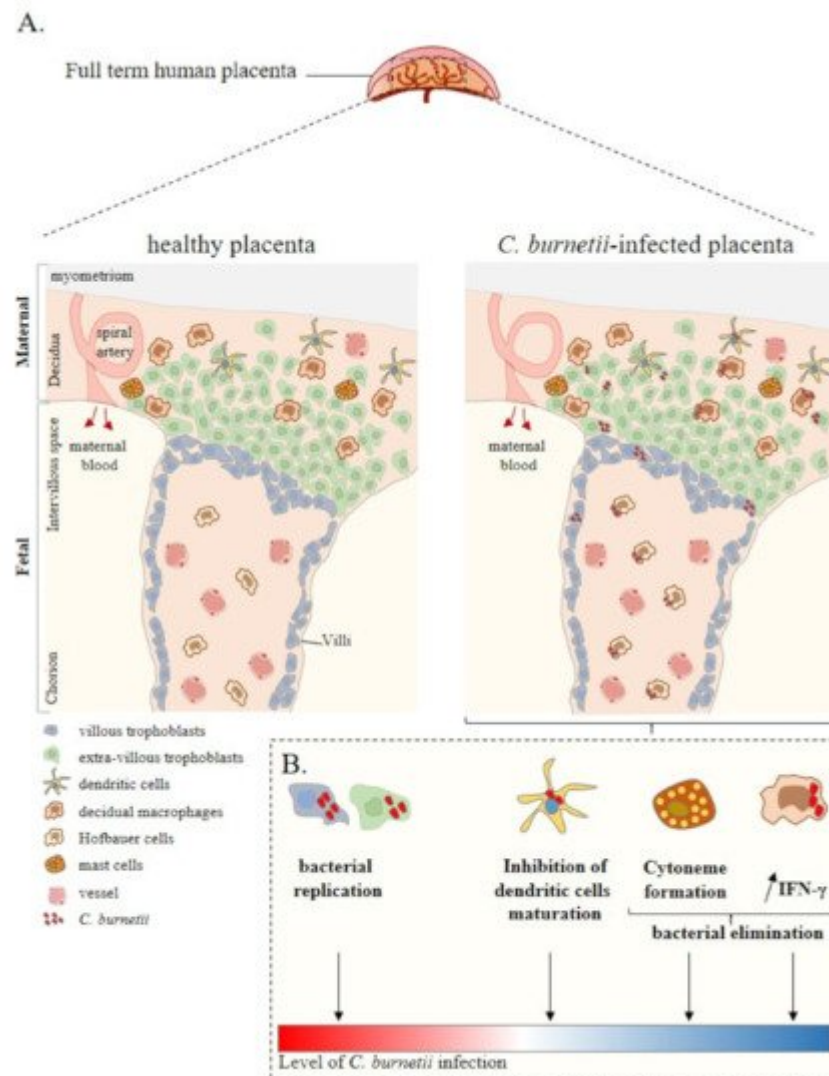 A.
Full term human placenta
healthy placenta
C. burnetii-infected placenta
Maternal
Fetal
Decidua
Intervillous space
Chorion
myometrium
spiral
artery
maternal
blood
Villi
myometrium
maternal
blood
villous trophoblasts
extra-villous trophoblasts
dendritic cells
decidual macrophages
Hofbauer cells
mast cells
vessel
C. burnetii
B.
bacterial
replication
Inhibition of
dendritic cells
maturation
Cytoneme
formation
IFN-γ
bacterial elimination
Level of C. burnetii infection